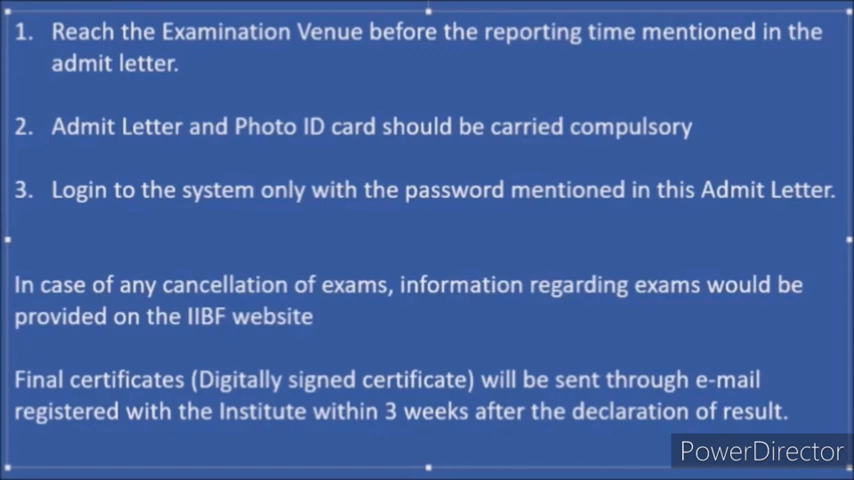 1. Reach the Examination Venue before the reporting time mentioned in the
admit letter.
2. Admit Letter and Photo ID card should be carried compulsory
3. Login to the system only with the password mentioned in this Admit Letter.
In case of any cancellation of exams, information regarding exams would be
provided on the IIBF website
Final certificates (Digitally signed certificate) will be sent through e-mail
registered with the Institute within 3 weeks after the declaration of result.
PowerDirector